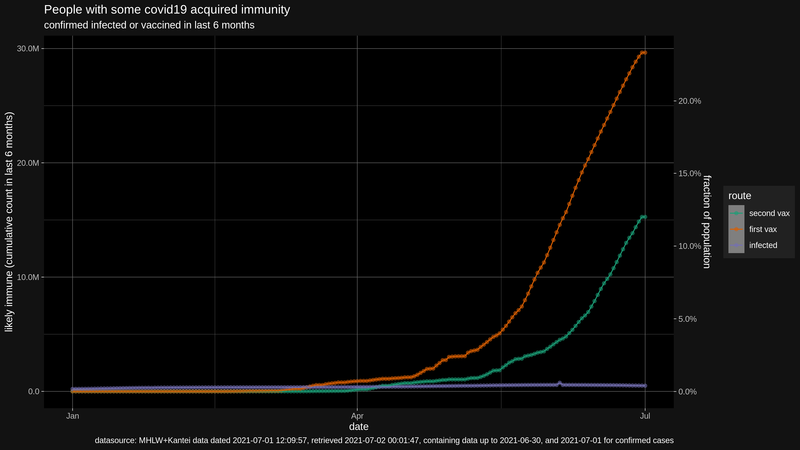 People with some covid19 acquired immunity
confirmed infected or vaccined in last 6 months
likely immune (cumulative count in last 6 months)
30.0M
20.0M
10.0M
0.0
20.0%
15.0%
10.0%
5.0%
0.0%
fraction of population
route
second vax
first vax
infected
Jan
Apr
Jul
date
datasource: MHLW+Kantei data dated 2021-07-01 12:09:57, retrieved 2021-07-02 00:01:47, containing data up to 2021-06-30, and 2021-07-01 for confirmed cases